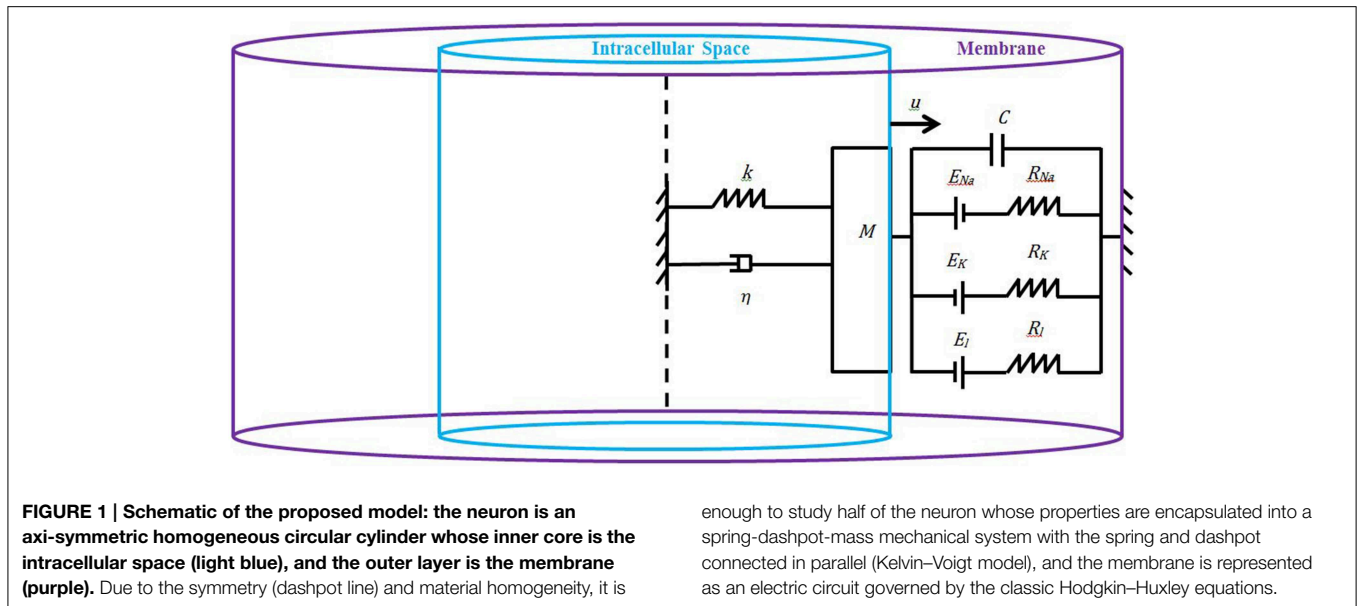 Intracellular Space
Membrane
u
C
E_Na
R_Na
k
M
E_K
R_K
η
E_l
R_l
FIGURE 1 | Schematic of the proposed model: the neuron is an
axi-symmetric homogeneous circular cylinder whose inner core is the
intracellular space (light blue), and the outer layer is the membrane
(purple). Due to the symmetry (dashpot line) and material homogeneity, it is
enough to study half of the neuron whose properties are encapsulated into a
spring-dashpot-mass mechanical system with the spring and dashpot
connected in parallel (Kelvin–Voigt model), and the membrane is represented
as an electric circuit governed by the classic Hodgkin–Huxley equations.